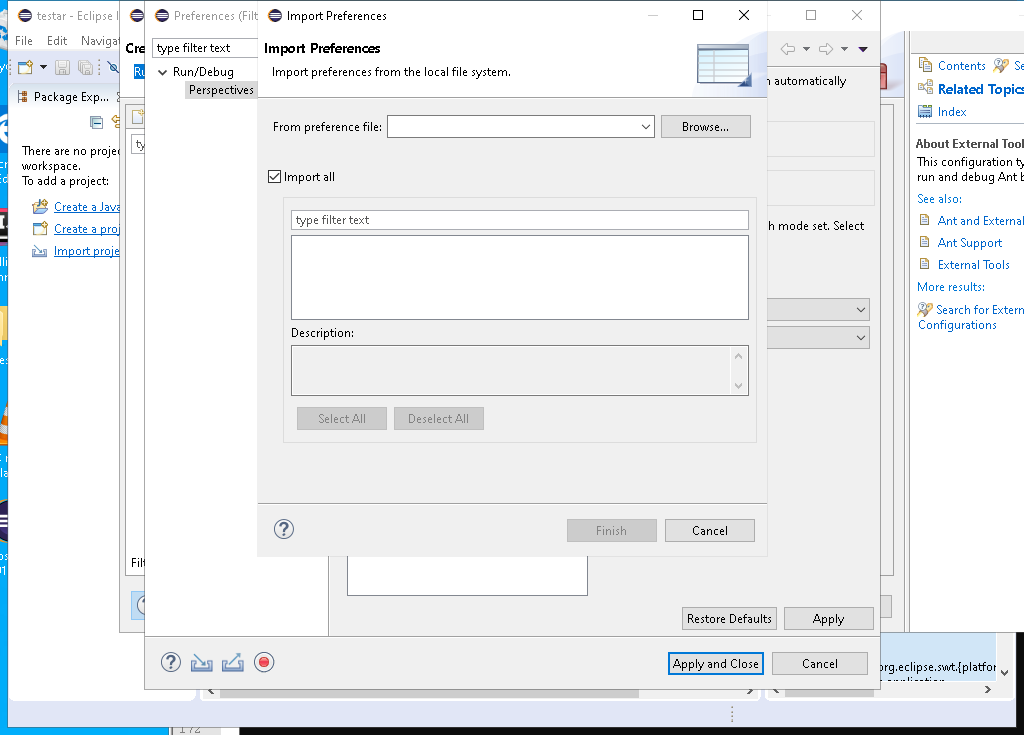 testar - Eclipse I
Preferences (Filt
Import Preferences
File Edit Navigat
Package Exp...
There are no projec
workspace.
To add a project:
Create a Java
Create a proj
Import proje
Cre
type filter text
Run/Debug
Perspectives
Import Preferences
Import preferences from the local file system.
From preference file:
Browse...
Import all
type filter text
Description:
Select All
Deselect All
Finish
Cancel
automatically
h mode set. Select
Restore Defaults
Apply
Apply and Close
Cancel
Contents
Se
Related Topics
Index
About External Tool
This configuration ty
run and debug Ant b
See also:
Ant and External
Ant Support
External Tools
More results:
Search for Extern
Configurations
Filt
org.eclipse.swt.{platfor
172